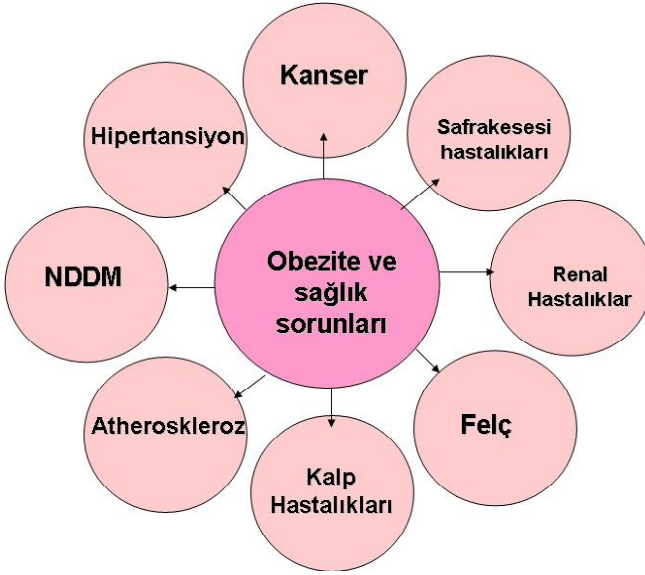 Kanser
Safrakesesi
hastalıkları
Hipertansiyon
Obezite ve
sağlık
sorunları
NDDM
Renal
Hastalıklar
Atheroskleroz
Felç
Kalp
Hastalıkları